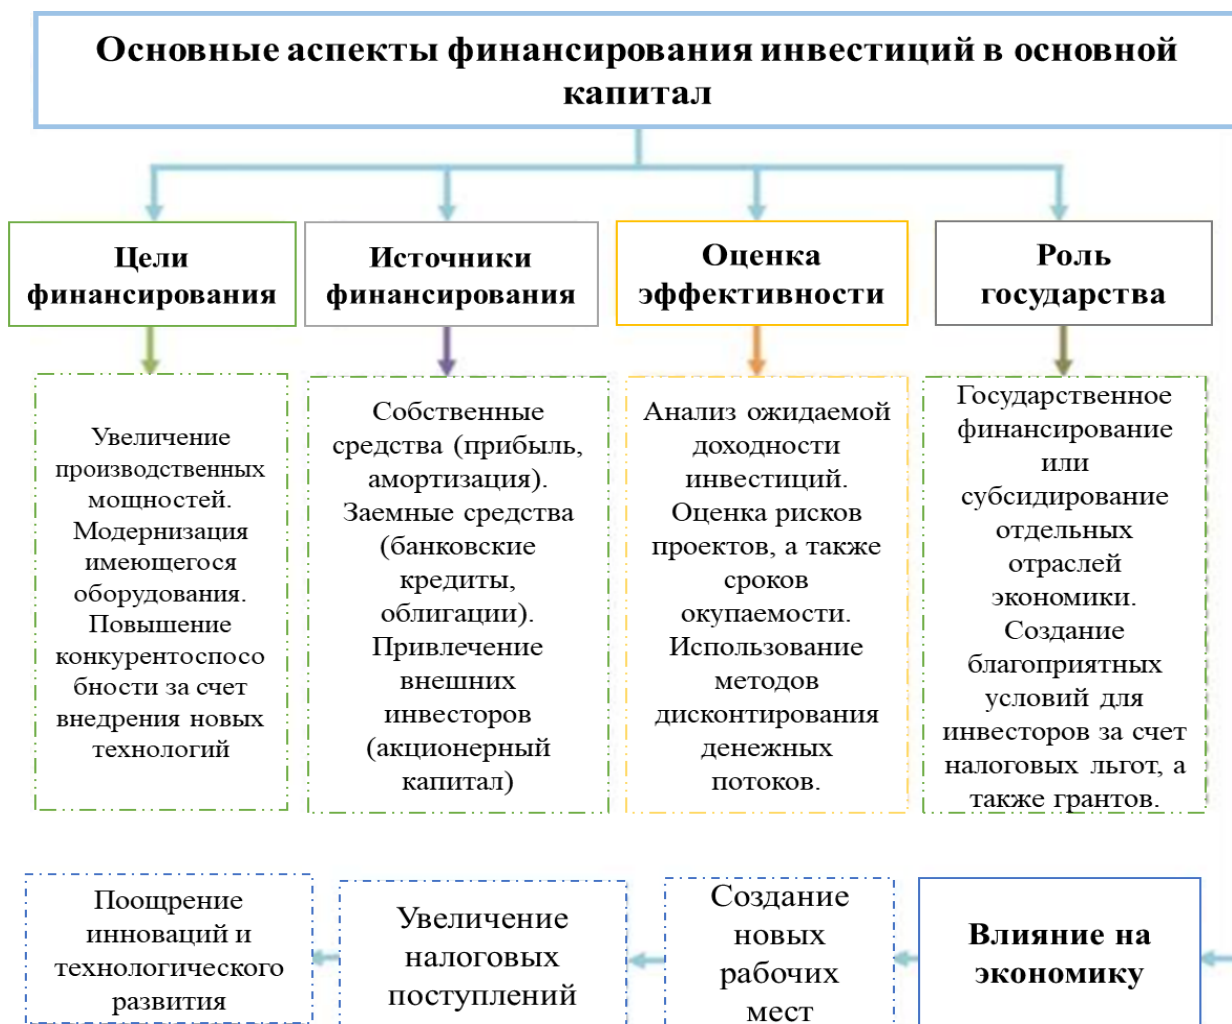 Основные аспекты финансирования инвестиций в основной
капитал
Цели
финансирования
Источники
финансирования
Оценка
эффективности
Роль
государства
Увеличение
производственных
мощностей.
Модернизация
имеющегося
оборудования.
Повышение
конкурентоспосо
бности за счет
внедрения новых
технологий
Собственные
средства (прибыль,
амортизация).
Заемные средства
(банковские
кредиты,
облигации).
Привлечение
внешних
инвесторов
(акционерный
капитал)
Анализ ожидаемой
доходности
инвестиций.
Оценка рисков
проектов, а также
сроков
окупаемости.
Использование
методов
дисконтирования
денежных
потоков.
Государственное
финансирование
или
субсидирование
отдельных
отраслей
экономики.
Создание
благоприятных
условий для
инвесторов за счет
налоговых льгот, а
также грантов.
Поощрение
инноваций и
технологического
развития
Увеличение
налоговых
поступлений
Создание
новых
рабочих
мест
Влияние на
экономику